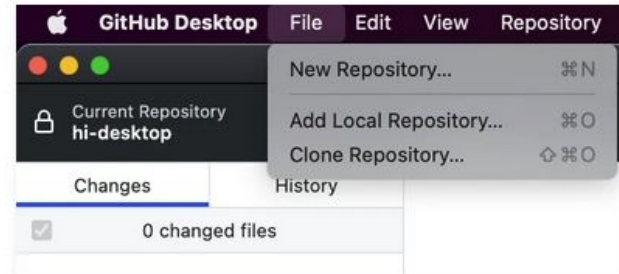 GitHub Desktop File Edit View Repository
New Repository... ⌘N
Current Repository
hi-desktop
Add Local Repository... ⌘O
Clone Repository... ⇧⌘O
Changes History
0 changed files